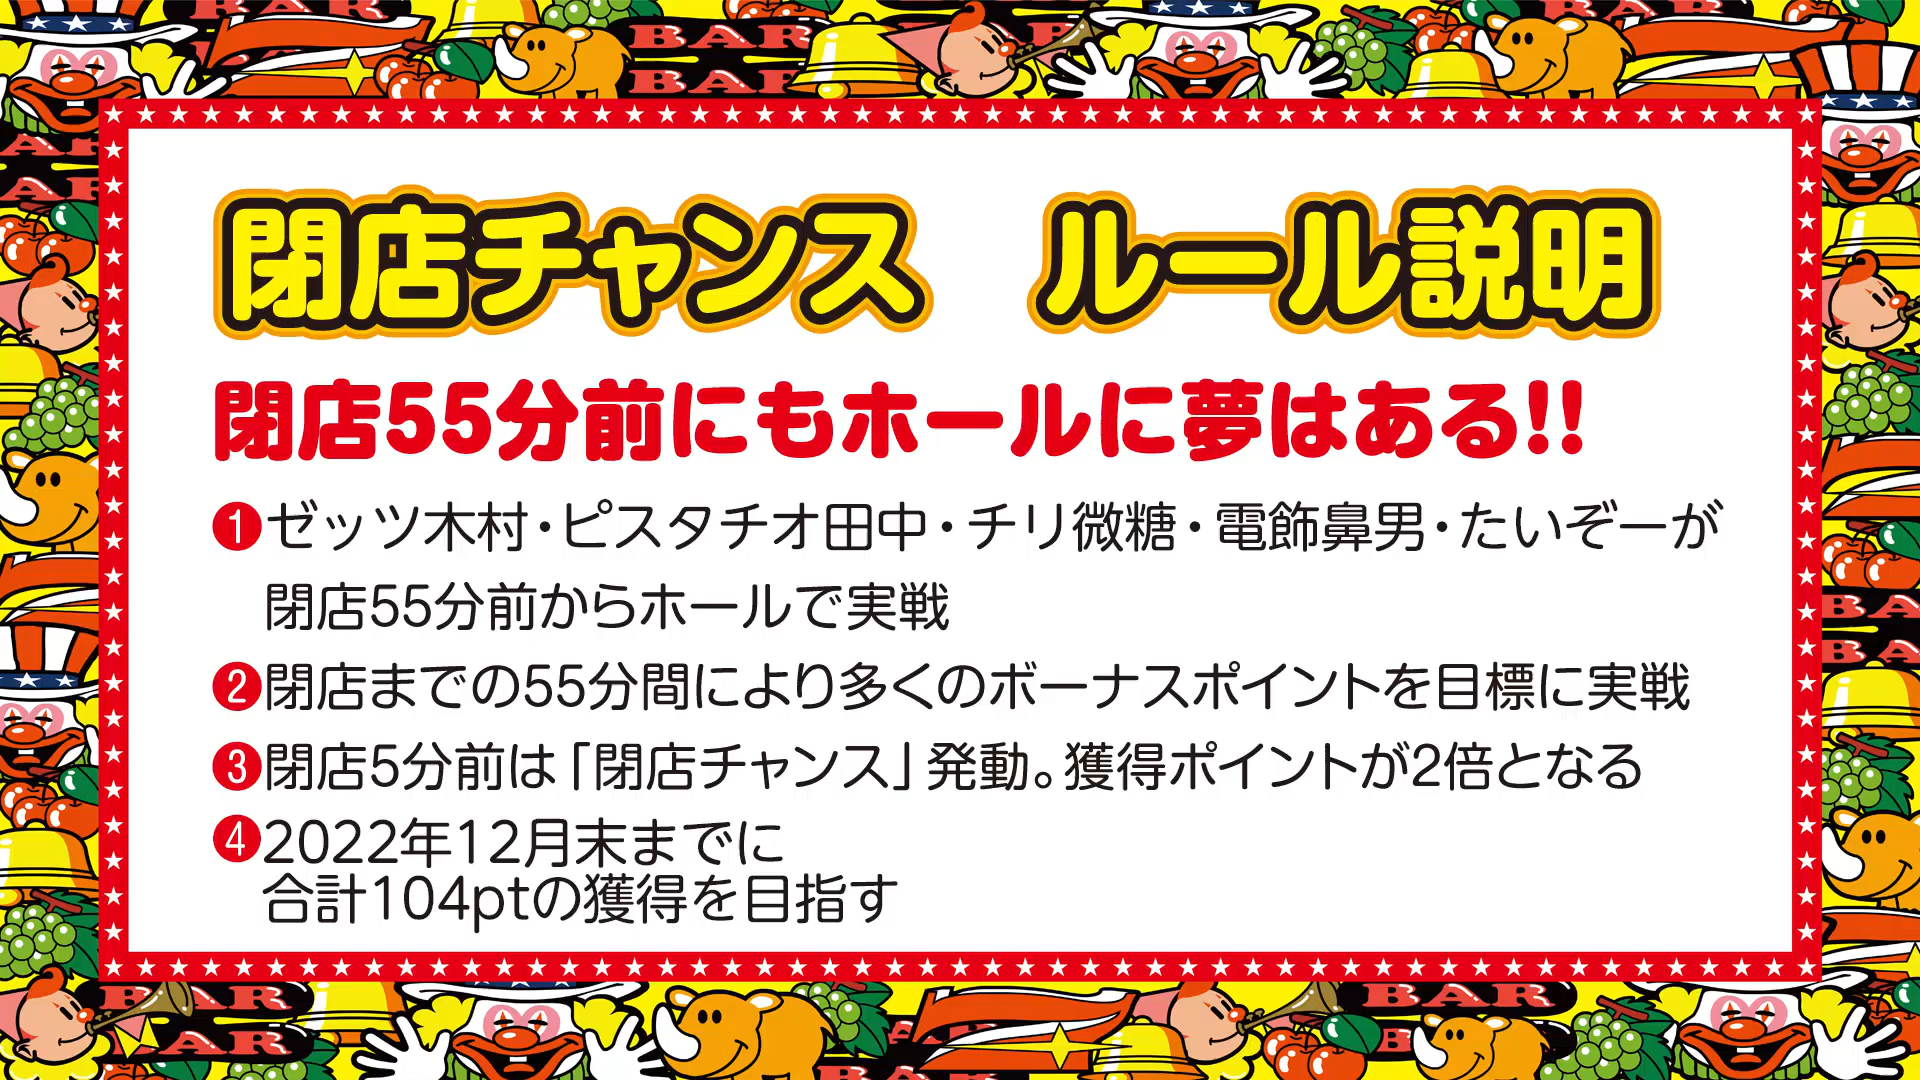 閉店チャンス ルール説明
閉店55分前にもホールに夢はある!!
❶ゼッツ木村・ピスタチオ田中・チリ微糖・電飾鼻男・たいぞーが
閉店55分前からホールで実戦
❷閉店までの55分間により多くのボーナスポイントを目標に実戦
❸閉店5分前は「閉店チャンス」発動。獲得ポイントが2倍となる
❹2022年12月末までに
合計104ptの獲得を目指す
BAR
BAR
BAR
BAR